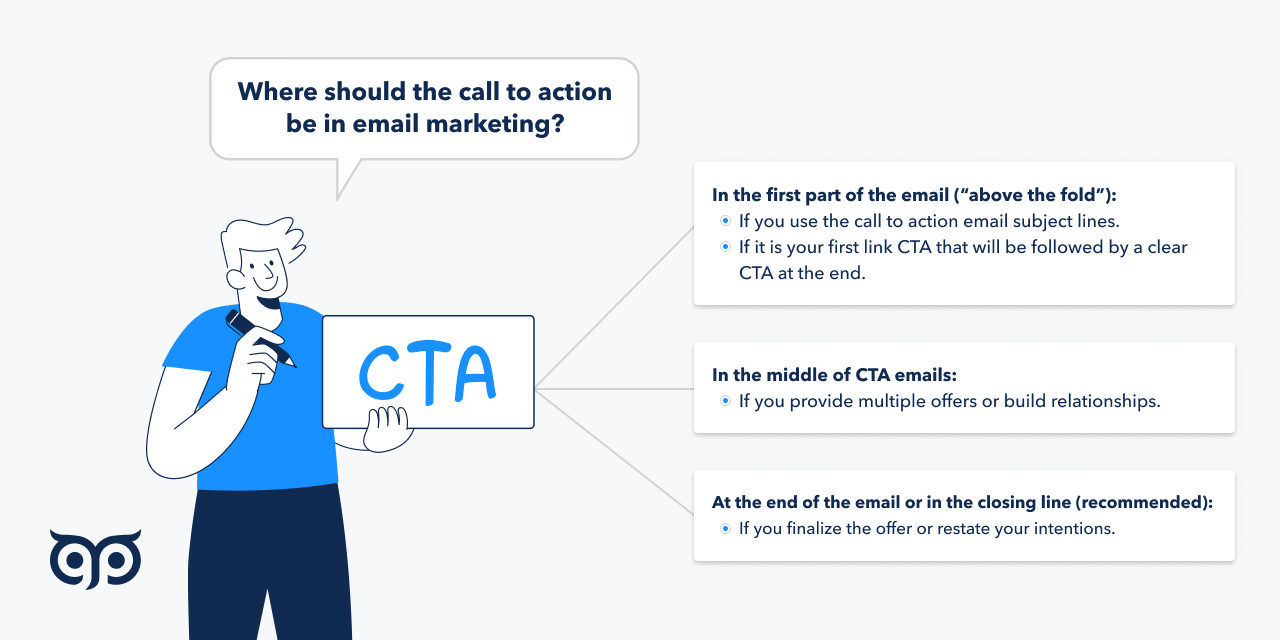 Where should the call to action
be in email marketing?
CTA
In the first part of the email (“above the fold”):
If you use the call to action email subject lines.
If it is your first link CTA that will be followed by a clear
CTA at the end.
In the middle of CTA emails:
If you provide multiple offers or build relationships.
At the end of the email or in the closing line (recommended):
If you finalize the offer or restate your intentions.